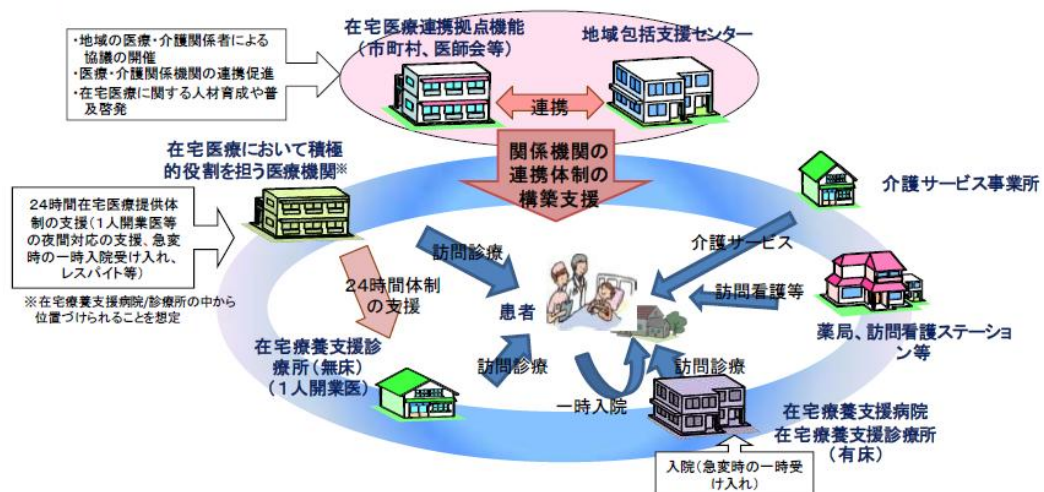 在宅医療連携拠点機能
（市町村、医師会等）
地域包括支援センター
・地域の医療・介護関係者による
協議の開催
・医療・介護関係機関の連携促進
・在宅医療に関する人材育成や普
及啓発
連携
関係機関の
連携体制の
構築支援
在宅医療において積極
的役割を担う医療機関※
介護サービス事業所
24時間在宅医療提供体
制の支援（1人開業医等
の夜間対応の支援、急変
時の一時入院受け入れ、
レスパイト等）
※在宅療養支援病院/診療所の中から
位置づけられることを想定
訪問診療
介護サービス
24時間体制
の支援
患者
訪問看護等
薬局、訪問看護ステーショ
ン等
在宅療養支援診
療所（無床）
（１人開業医）
訪問診療
訪問診療
一時入院
在宅療養支援病院
在宅療養支援診療所
（有床）
入院（急変時の一時受
け入れ）